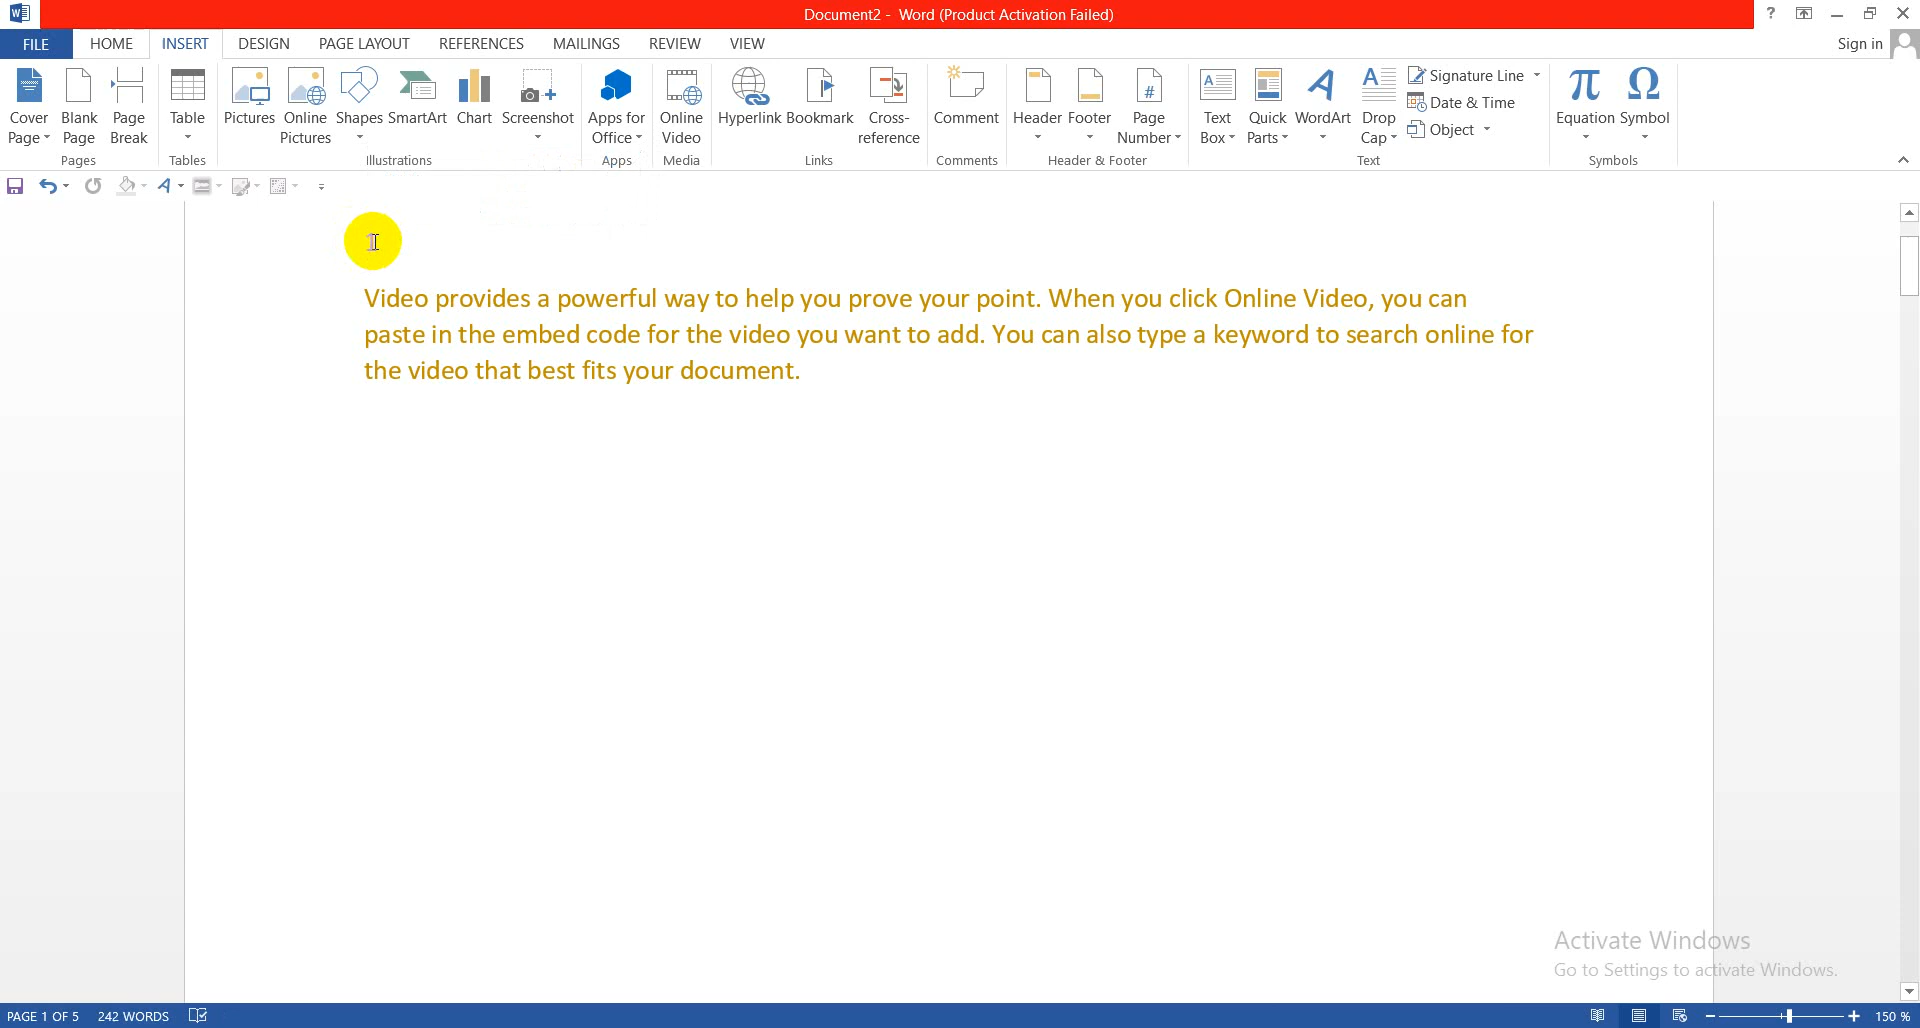 Document2 - Word (Product Activation Failed)
FILE HOME INSERT DESIGN PAGE LAYOUT REFERENCES MAILINGS REVIEW VIEW Sign in
Cover Page
Blank Page
Page Break
Pages
Table
Tables
Pictures
Online Pictures
Shapes
SmartArt
Chart
Screenshot
Illustrations
Apps for Office
Apps
Online Video
Media
Hyperlink
Bookmark
Cross-reference
Links
Comment
Comments
Header
Footer
Page Number
Header & Footer
Text Box
Quick Parts
WordArt
Drop Cap
Signature Line
Date & Time
Object
Text
Equation
Symbol
Symbols
1
Video provides a powerful way to help you prove your point. When you click Online Video, you can
paste in the embed code for the video you want to add. You can also type a keyword to search online for
the video that best fits your document.
Activate Windows
Go to Settings to activate Windows.
PAGE 1 OF 5 242 WORDS 150 %